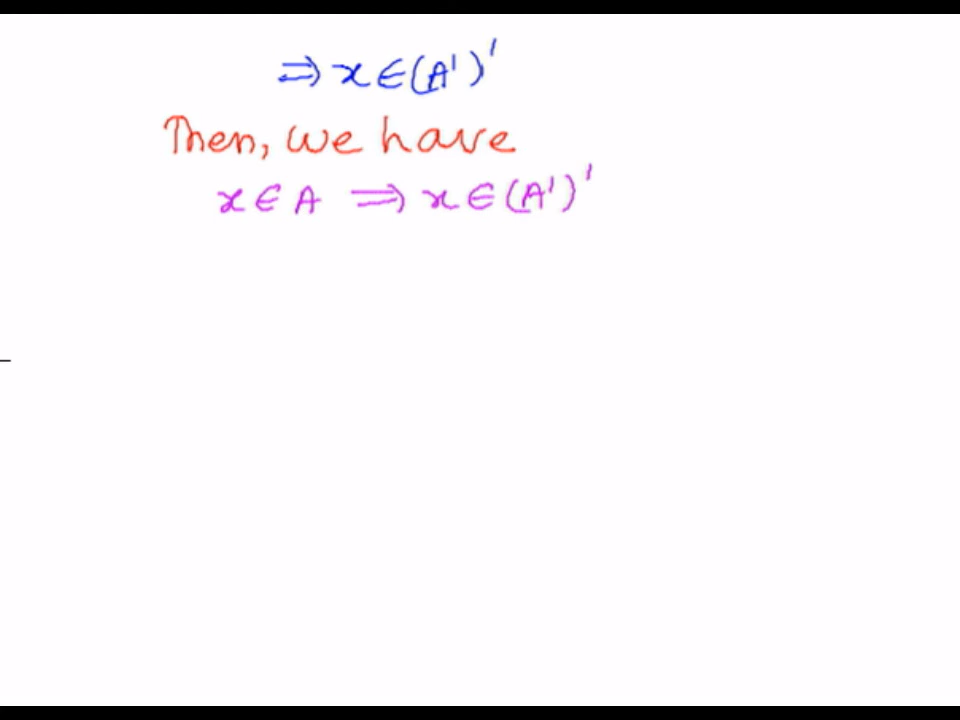 ⇒ x ∈ (A')'
Then, we have
x ∈ A ⇒ x ∈ (A')'